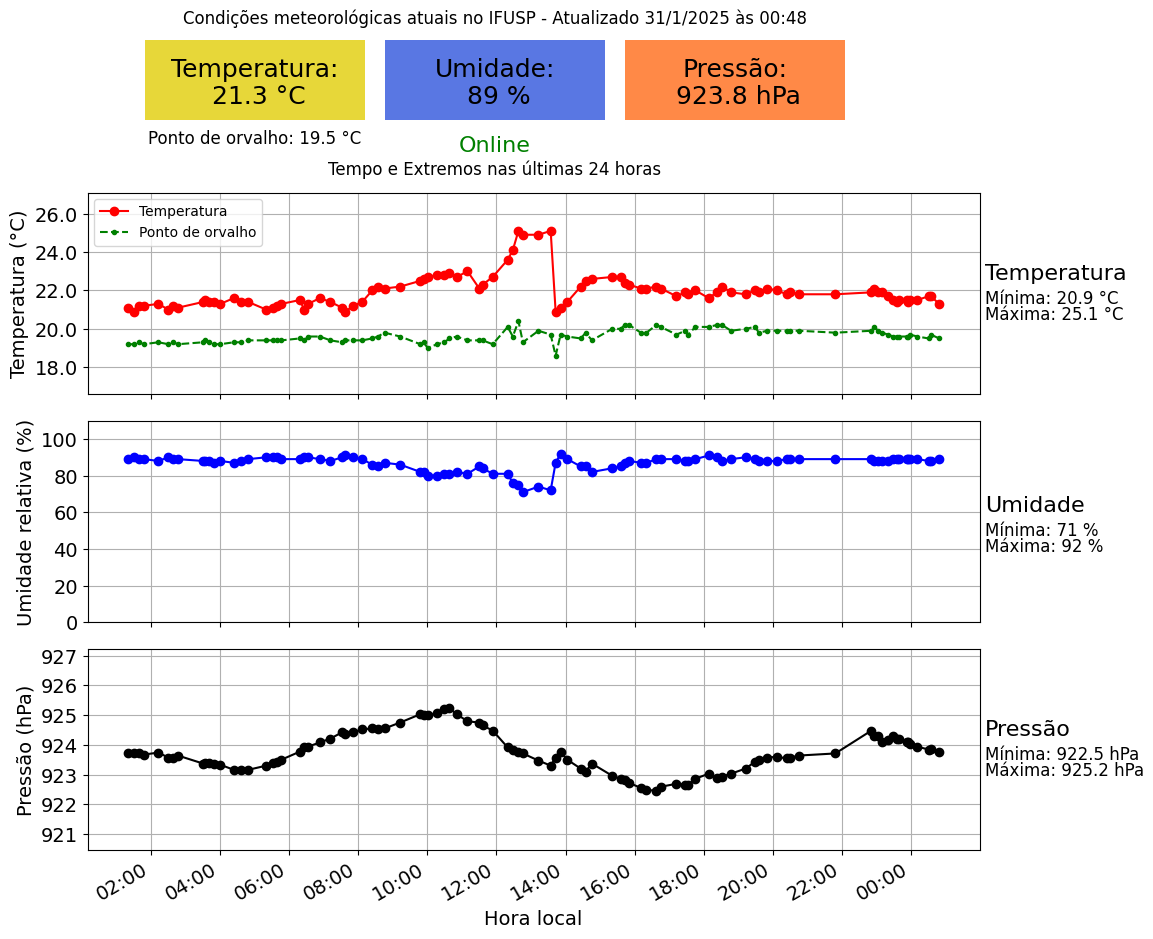 Condições meteorológicas atuais no IFUSP - Atualizado 31/1/2025 às 00:48
Temperatura:
21.3 °C
Umidade:
89 %
Pressão:
923.8 hPa
Ponto de orvalho: 19.5 °C
Online
Tempo e Extremos nas últimas 24 horas
Temperatura (°C)
26.0
24.0
22.0
20.0
18.0
Temperatura
Ponto de orvalho
Temperatura
Mínima: 20.9 °C
Máxima: 25.1 °C
Umidade relativa (%)
100
80
60
40
20
0
Umidade
Mínima: 71 %
Máxima: 92 %
Pressão (hPa)
927
926
925
924
923
922
921
Pressão
Mínima: 922.5 hPa
Máxima: 925.2 hPa
02:00 04:00 06:00 08:00 10:00 12:00 14:00 16:00 18:00 20:00 22:00 00:00
Hora local